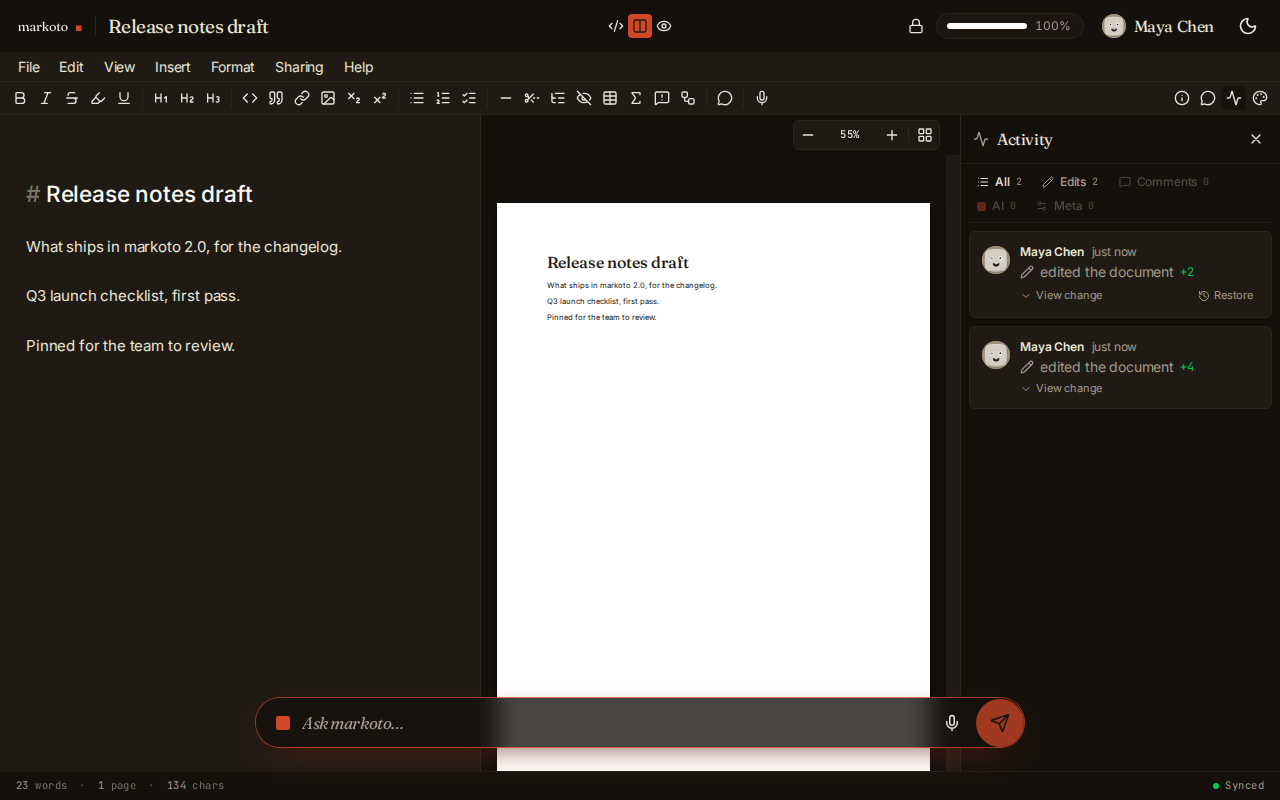 markoto
Release notes draft
100%
Maya Chen
File Edit View Insert Format Sharing Help
H1 H2 H3
X2 X2
55%
Activity
All 2 Edits 2 Comments 0
AI 0 Meta 0
# Release notes draft
What ships in markoto 2.0, for the changelog.
Q3 launch checklist, first pass.
Pinned for the team to review.
Release notes draft
What ships in markoto 2.0, for the changelog.
Q3 launch checklist, first pass.
Pinned for the team to review.
Maya Chen just now
edited the document +2
View change Restore
Maya Chen just now
edited the document +4
View change
Ask markoto...
23 words · 1 page · 134 chars
Synced